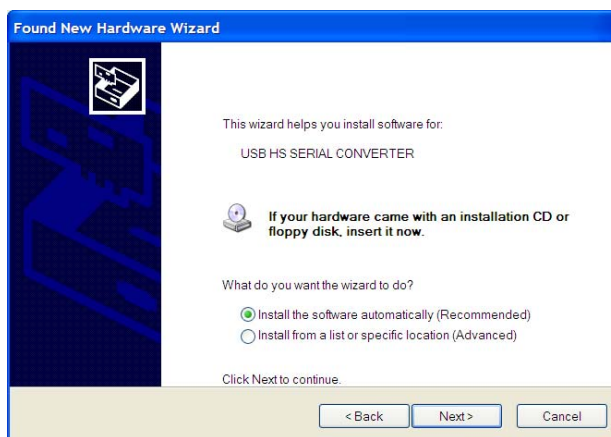 Found New Hardware Wizard
This wizard helps you install software for:
USB HS SERIAL CONVERTER
If your hardware came with an installation CD or
floppy disk, insert it now.
What do you want the wizard to do?
Install the software automatically (Recommended)
Install from a list or specific location (Advanced)
Click Next to continue.
< Back Next > Cancel